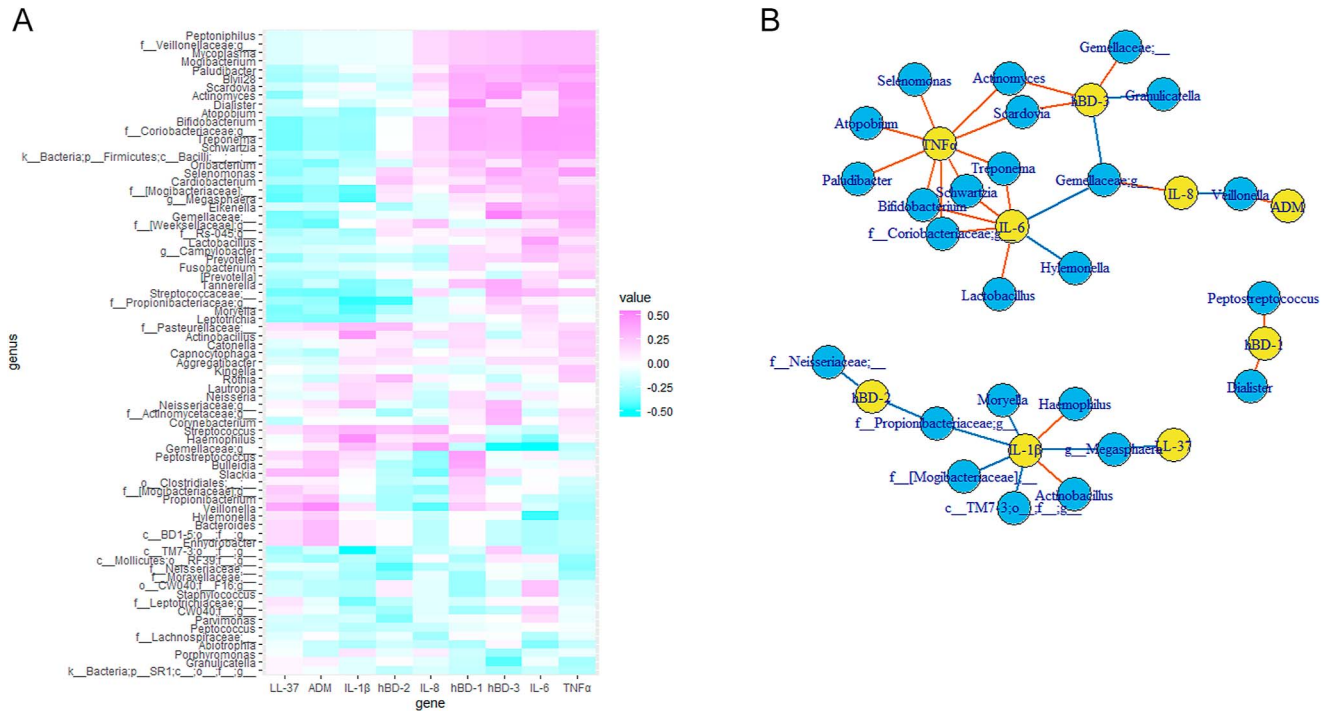 A
Peptoniphilus
f__Veillonellaceae;g__
Mycoplasma
Mogibacterium
Paludibacter
Blvii28
Scardovia
Actinomyces
Dialister
Atopobium
Bifidobacterium
f__Coriobacteriaceae;g__
Treponema
Schwartzia
k__Bacteria;p__Firmicutes;c__Bacilli;__;__;__
Oribacterium
Selenomonas
Cardiobacterium
f__[Mogibacteriaceae];__
g__Megasphaera
Eikenella
Gemellaceae;__
f__[Weeksellaceae];g__
f__Rs-045;g__
Lactobacillus
g__Campylobacter
Prevotella
Fusobacterium
[Prevotella]
Tannerella
Streptococcaceae;__
f__Propionibacteriaceae;g__
Moryella
Leptotrichia
f__Pasteurellaceae;__
Actinobacillus
Catonella
Capnocytophaga
Aggregatibacter
Kingella
Rothia
Lautropia
Neisseria
Neisseriaceae;g__
f__Actinomycetaceae;g__
Corynebacterium
Streptococcus
Haemophilus
Gemellaceae;g__
Peptostreptococcus
Bulleidia
Slackia
o__Clostridiales;__;__
f__[Mogibacteriaceae];g__
Propionibacterium
Veillonella
Hylemonella
Bacteroides
c__BD1-5;o__;f__;g__
Enhydrobacter
c__TM7-3;o__;f__;g__
c__Mollicutes;o__RF39;f__;g__
f__Neisseriaceae;__
f__Moraxellaceae;__
o__CW040;f__F16;g__
Staphylococcus
f__Leptotrichiaceae;g__
CW040;f__;g__
Parvimonas
Peptococcus
f__Lachnospiraceae;__
Abiotrophia
Porphyromonas
Granulicatella
k__Bacteria;p__SR1;c__;o__;f__;g__
genus
LL-37 ADM IL-1β hBD-2 IL-8 hBD-1 hBD-3 IL-6 TNFα
gene
value
0.50
0.25
0.00
-0.25
-0.50
B
Gemellaceae;__
Selenomonas
Actinomyces
hBD-3
Granulicatella
Scardovia
Atopobium
TNFα
Treponema
Paludibacter
Schwartzia
Gemellaceae;g__
IL-8
Veillonella
ADM
Bifidobacterium
IL-6
f__Coriobacteriaceae;g__
Hylemonella
Lactobacillus
Peptostreptococcus
hBD-1
Dialister
f__Neisseriaceae;__
hBD-2
Moryella
Haemophilus
f__Propionibacteriaceae;g__
IL-1β
g__Megasphaera
LL-37
f__[Mogibacteriaceae];__
Actinobacillus
c__TM7-3;o__;f__;g__